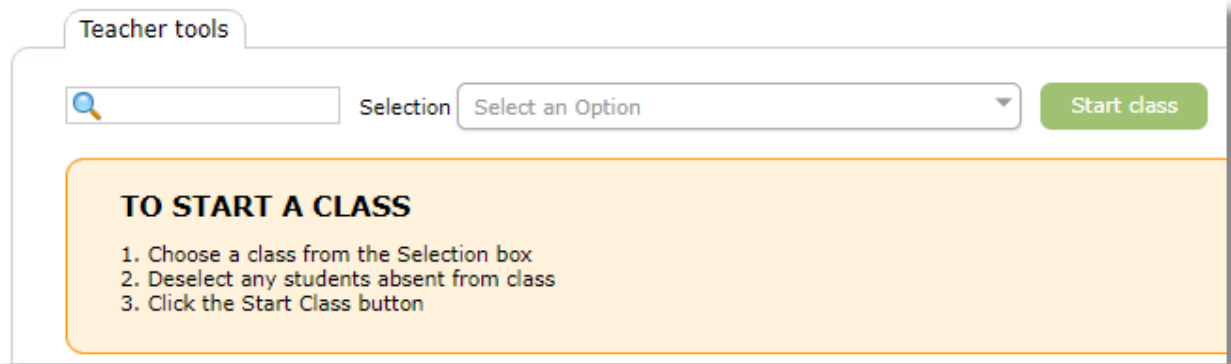 Teacher tools
Selection Select an Option Start class
TO START A CLASS
1. Choose a class from the Selection box
2. Deselect any students absent from class
3. Click the Start Class button